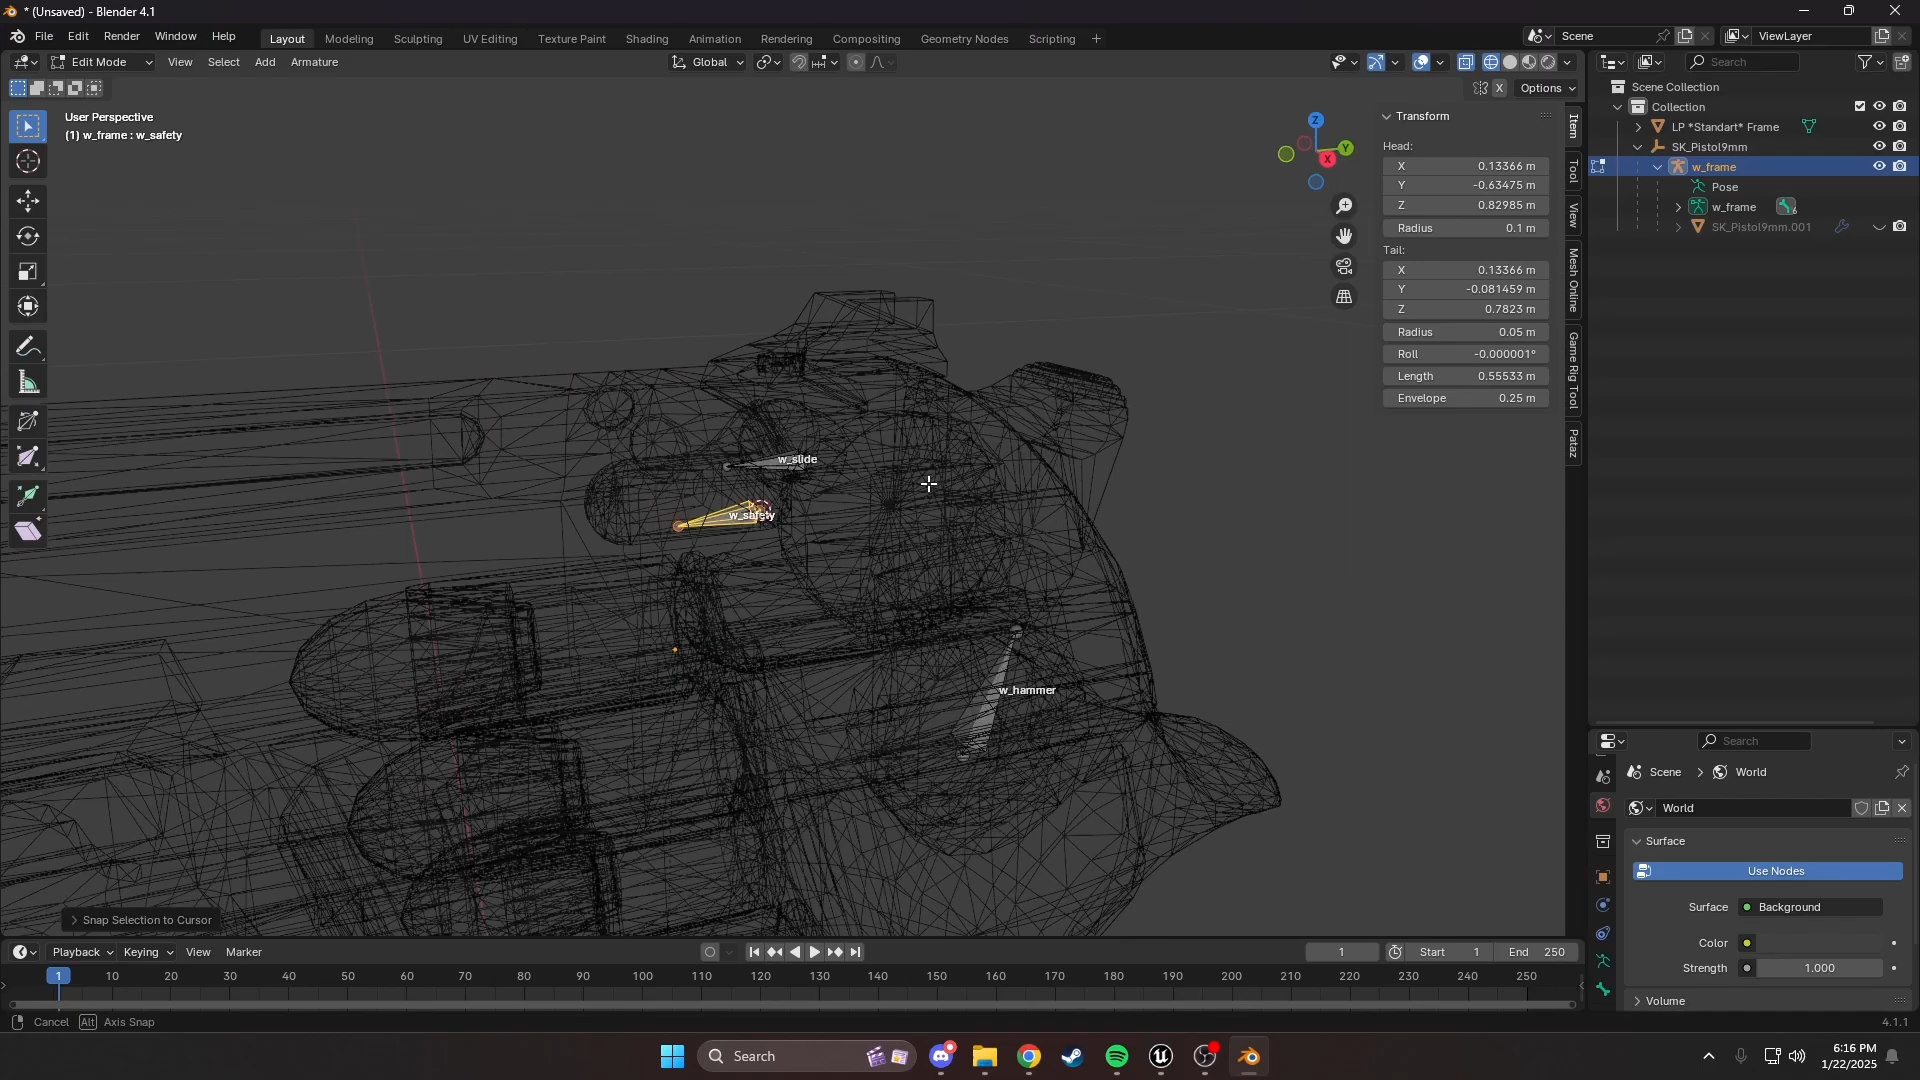 * (Unsaved) - Blender 4.1
File Edit Render Window Help
Layout Modeling Sculpting UV Editing Texture Paint Shading Animation Rendering Compositing Geometry Nodes Scripting +
Scene
ViewLayer
Edit Mode View Select Add Armature
Global
Search
X Options
User Perspective
(1) w_frame : w_safety
Z
Y
X
Transform
Head:
X 0.13366 m
Y -0.63475 m
Z 0.82985 m
Radius 0.1 m
Tail:
X 0.13366 m
Y -0.081459 m
Z 0.7823 m
Radius 0.05 m
Roll -0.000001°
Length 0.55533 m
Envelope 0.25 m
Item
Tool
View
Mesh Online
Game Rig Tool
Pataz
Scene Collection
Collection
LP *Standart* Frame
SK_Pistol9mm
w_frame
Pose
w_frame 6
SK_Pistol9mm.001
w_slide
w_safety
w_hammer
Snap Selection to Cursor
Search
Scene > World
World
Surface
Use Nodes
Surface Background
Color
Strength 1.000
Volume
Playback Keying View Marker
1 Start 1 End 250
1 10 20 30 40 50 60 70 80 90 100 110 120 130 140 150 160 170 180 190 200 210 220 230 240 250
Cancel Alt Axis Snap
4.1.1
Search
6:16 PM
1/22/2025